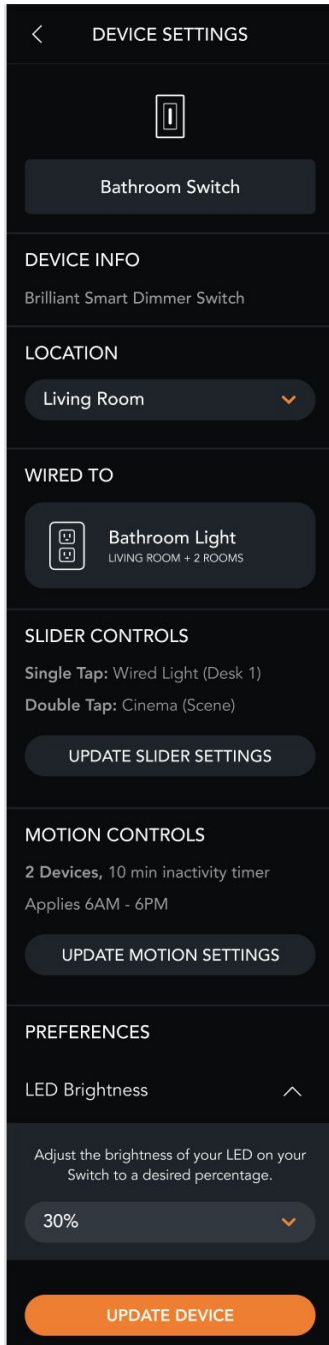 DEVICE SETTINGS
Bathroom Switch
DEVICE INFO
Brilliant Smart Dimmer Switch
LOCATION
Living Room
WIRED TO
Bathroom Light
LIVING ROOM + 2 ROOMS
SLIDER CONTROLS
Single Tap: Wired Light (Desk 1)
Double Tap: Cinema (Scene)
UPDATE SLIDER SETTINGS
MOTION CONTROLS
2 Devices, 10 min inactivity timer
Applies 6AM - 6PM
UPDATE MOTION SETTINGS
PREFERENCES
LED Brightness
Adjust the brightness of your LED on your
Switch to a desired percentage.
30%
UPDATE DEVICE